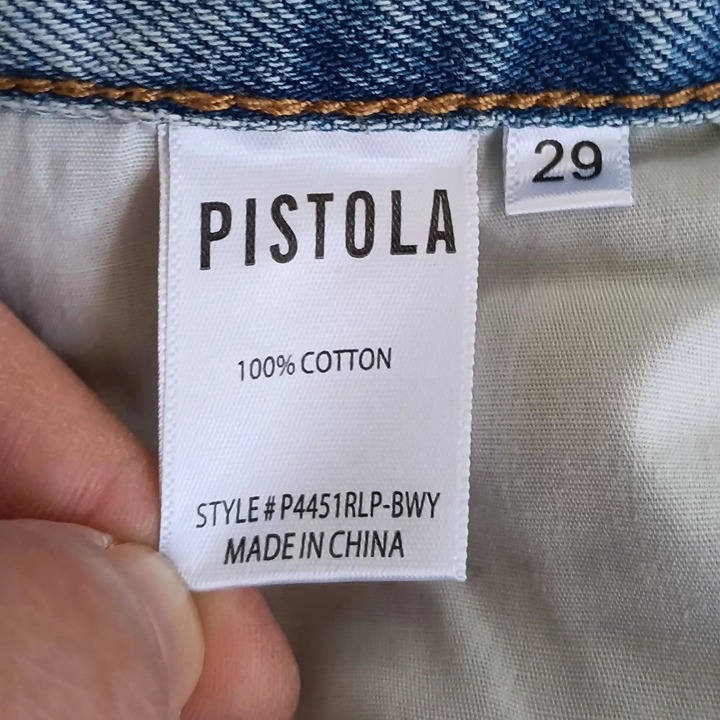 PISTOLA
29
100% COTTON
STYLE # P4451RLP-BWY
MADE IN CHINA